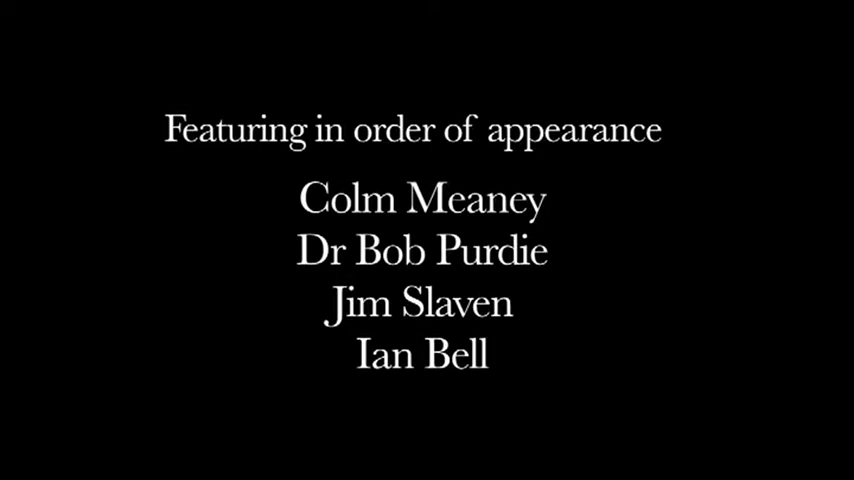 Featuring in order of appearance
Colm Meaney
Dr Bob Purdie
Jim Slaven
Ian Bell